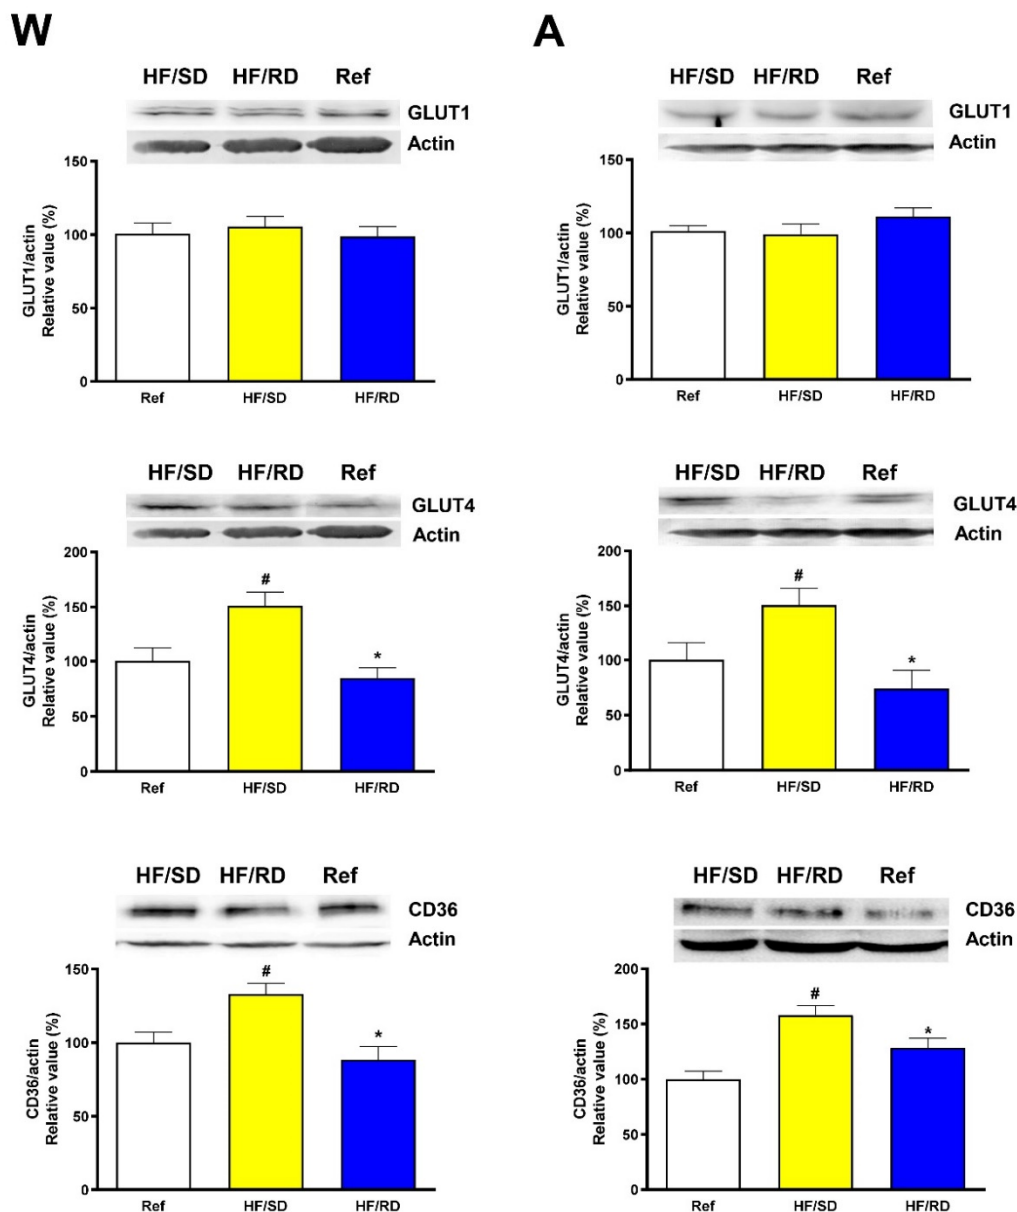 W
HF/SD HF/RD Ref
GLUT1
Actin
150
100
50
0
GLUT1/actin
Relative value (%)
Ref HF/SD HF/RD
HF/SD HF/RD Ref
GLUT4
Actin
200
150
100
50
0
GLUT4/actin
Relative value (%)
#
*
Ref HF/SD HF/RD
HF/SD HF/RD Ref
CD36
Actin
150
100
50
0
CD36/actin
Relative value (%)
#
*
Ref HF/SD HF/RD
A
HF/SD HF/RD Ref
GLUT1
Actin
150
100
50
0
GLUT1/actin
Relative value (%)
Ref HF/SD HF/RD
HF/SD HF/RD Ref
GLUT4
Actin
200
150
100
50
0
GLUT4/actin
Relative value (%)
#
*
Ref HF/SD HF/RD
HF/SD HF/RD Ref
CD36
Actin
200
150
100
50
0
CD36/actin
Relative value (%)
#
*
Ref HF/SD HF/RD